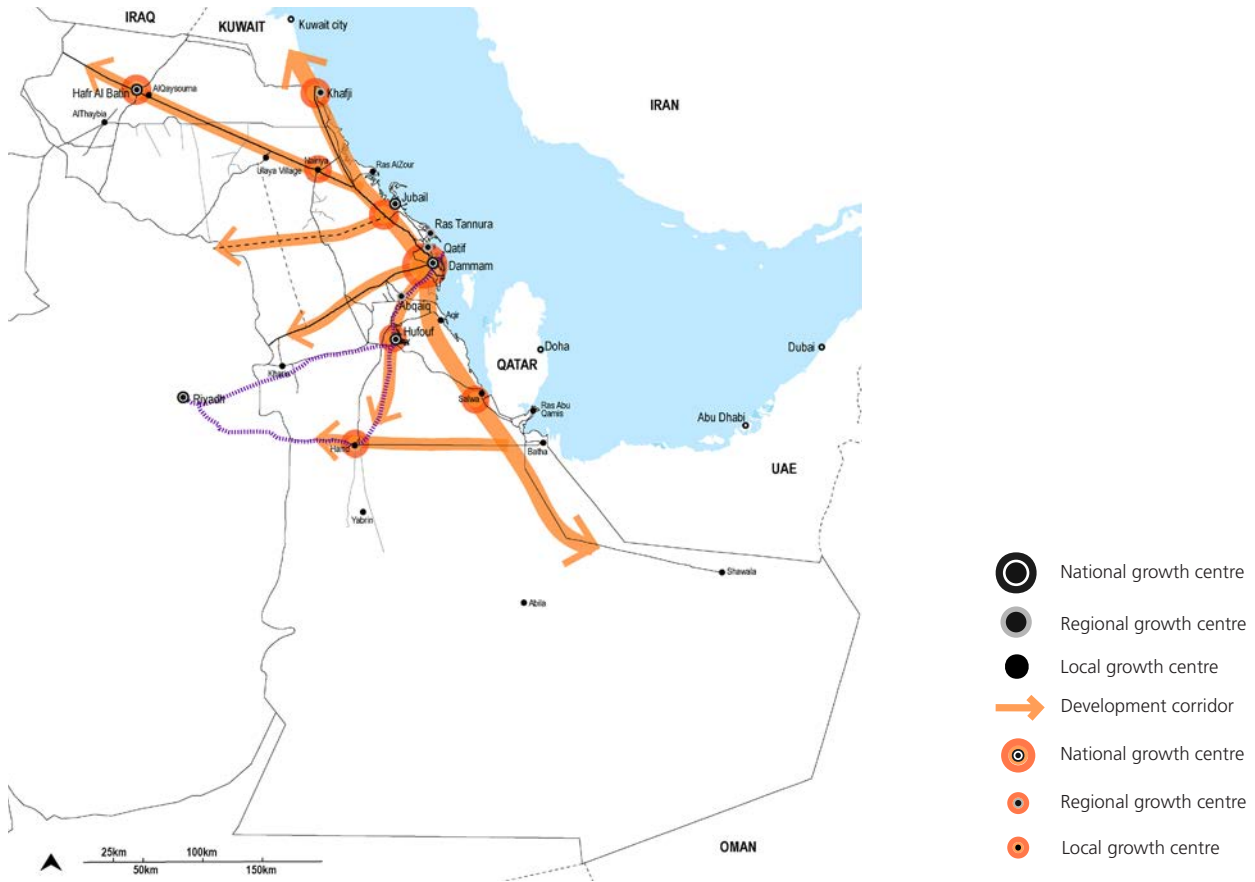 IRAQ
KUWAIT
Kuwait city
IRAN
Hafr Al Batin
AlQaysouma
Khafji
AlThaybia
Ulaya Village
Nairiya
Ras AlZour
Jubail
Ras Tannura
Qatif
Dammam
Abqaiq
Aqir
Hufouf
Doha
QATAR
Dubai
Riyadh
Salwa
Ras Abu
Qamis
Abu Dhabi
Batha
UAE
Yabrin
Shawala
Abila
OMAN
25km
100km
50km
150km
National growth centre
Regional growth centre
Local growth centre
Development corridor
National growth centre
Regional growth centre
Local growth centre